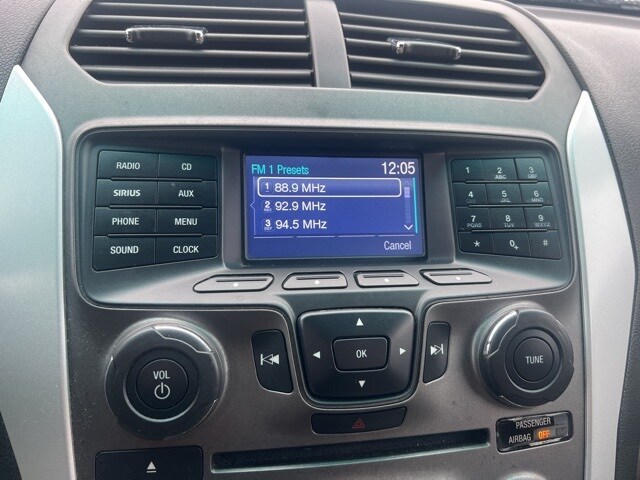 RADIO CD
SIRIUS AUX
PHONE MENU
SOUND CLOCK
FM 1 Presets 12:05
1 88.9 MHz
2 92.9 MHz
3 94.5 MHz
Cancel
1 2 ABC 3 DEF
4 GHI 5 JKL 6 MNO
7 PQRS 8 TUV 9 WXYZ
* 0 #
VOL
OK
TUNE
PASSENGER
AIRBAG OFF